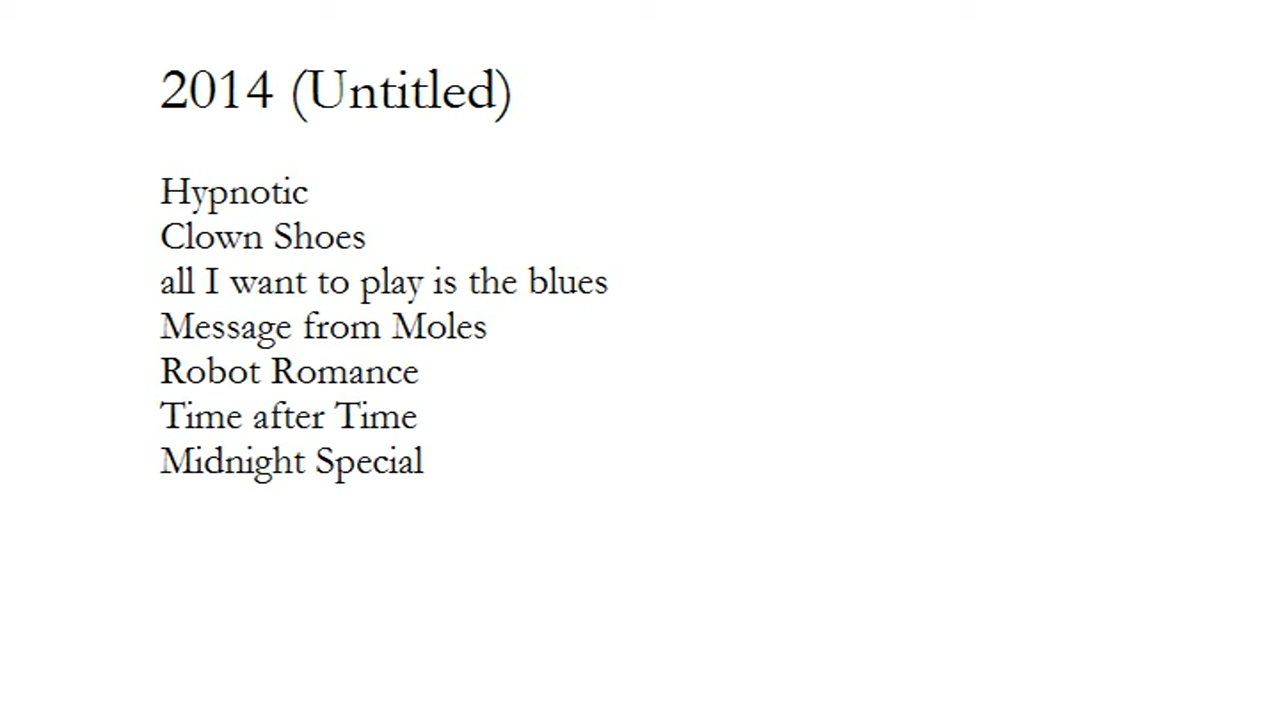 2014 (Untitled)
Hypnotic
Clown Shoes
all I want to play is the blues
Message from Moles
Robot Romance
Time after Time
Midnight Special